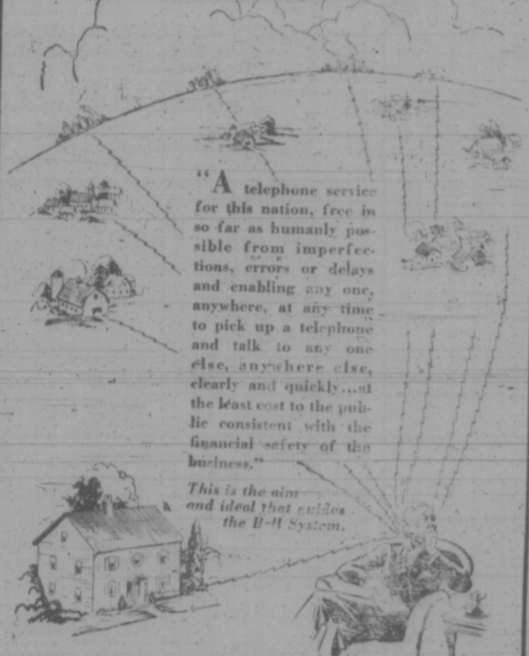 "A telephone service
for this nation, free in
so far as humanly pos-
sible from imperfec-
tions, errors or delays
and enabling any one,
anywhere, at any time
to pick up a telephone
and talk to any one
else, anywhere else,
clearly and quickly...at
the least cost to the pub-
lic consistent with the
financial safety of the
business."
This is the aim
and ideal that guides
the Bell System.